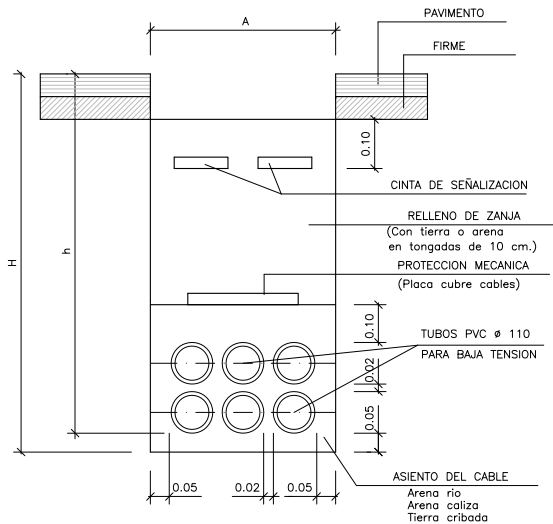 A
PAVIMENTO
FIRME
0.10
CINTA DE SEÑALIZACION
RELLENO DE ZANJA
(Con tierra o arena
en tongadas de 10 cm.)
PROTECCION MECANICA
(Placa cubre cables)
H
h
0.10
TUBOS PVC ø 110
PARA BAJA TENSION
0.02
0.05
0.05
0.02
0.05
ASIENTO DEL CABLE
Arena rio
Arena caliza
Tierra cribada